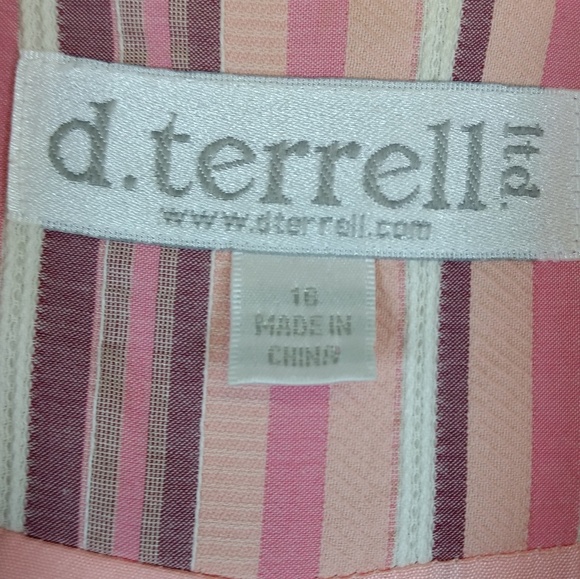 d.terrell ltd.
www.dterrell.com
16
MADE IN
CHINA